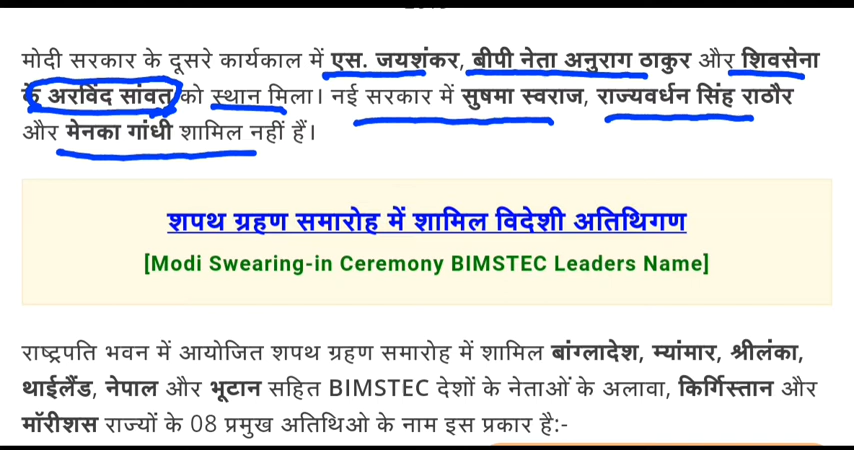 मोदी सरकार के दूसरे कार्यकाल में एस. जयशंकर, बीपी नेता अनुराग ठाकुर और शिवसेना
के अरविंद सांवत को स्थान मिला। नई सरकार में सुषमा स्वराज, राज्यवर्धन सिंह राठौर
और मेनका गांधी शामिल नहीं हैं।
शपथ ग्रहण समारोह में शामिल विदेशी अतिथिगण
[Modi Swearing-in Ceremony BIMSTEC Leaders Name]
राष्ट्रपति भवन में आयोजित शपथ ग्रहण समारोह में शामिल बांग्लादेश, म्यांमार, श्रीलंका,
थाईलैंड, नेपाल और भूटान सहित BIMSTEC देशों के नेताओं के अलावा, किर्गिस्तान और
मॉरीशस राज्यों के 08 प्रमुख अतिथिओ के नाम इस प्रकार है:-